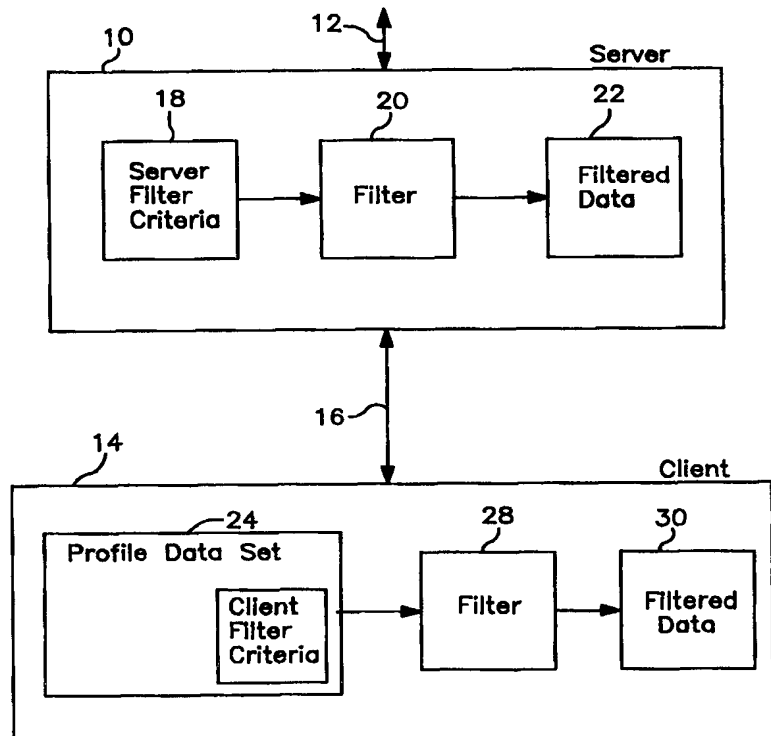 12
10
Server
18
20
22
Server
Filter
Criteria
Filter
Filtered
Data
16
14
Client
24
28
30
Profile Data Set
Client
Filter
Criteria
Filter
Filtered
Data